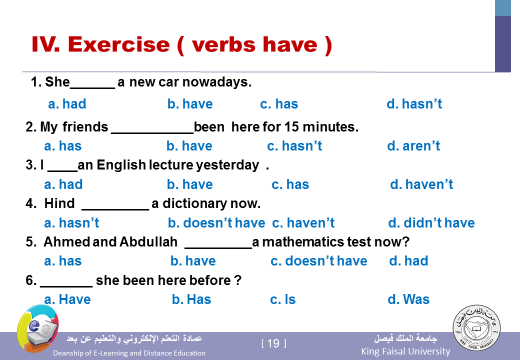 IV. Exercise ( verbs have )
1. She______ a new car nowadays.
a. had b. have c. has d. hasn’t
2. My friends ___________been here for 15 minutes.
a. has b. have c. hasn’t d. aren’t
3. I ____an English lecture yesterday .
a. had b. have c. has d. haven’t
4. Hind _________ a dictionary now.
a. hasn’t b. doesn’t have c. haven’t d. didn’t have
5. Ahmed and Abdullah _________a mathematics test now?
a. has b. have c. doesn’t have d. had
6. _______ she been here before ?
a. Have b. Has c. Is d. Was
عمادة التعلم الإلكتروني والتعليم عن بعد
Deanship of E-Learning and Distance Education
[ 19 ]
جامعة الملك فيصل
King Faisal University